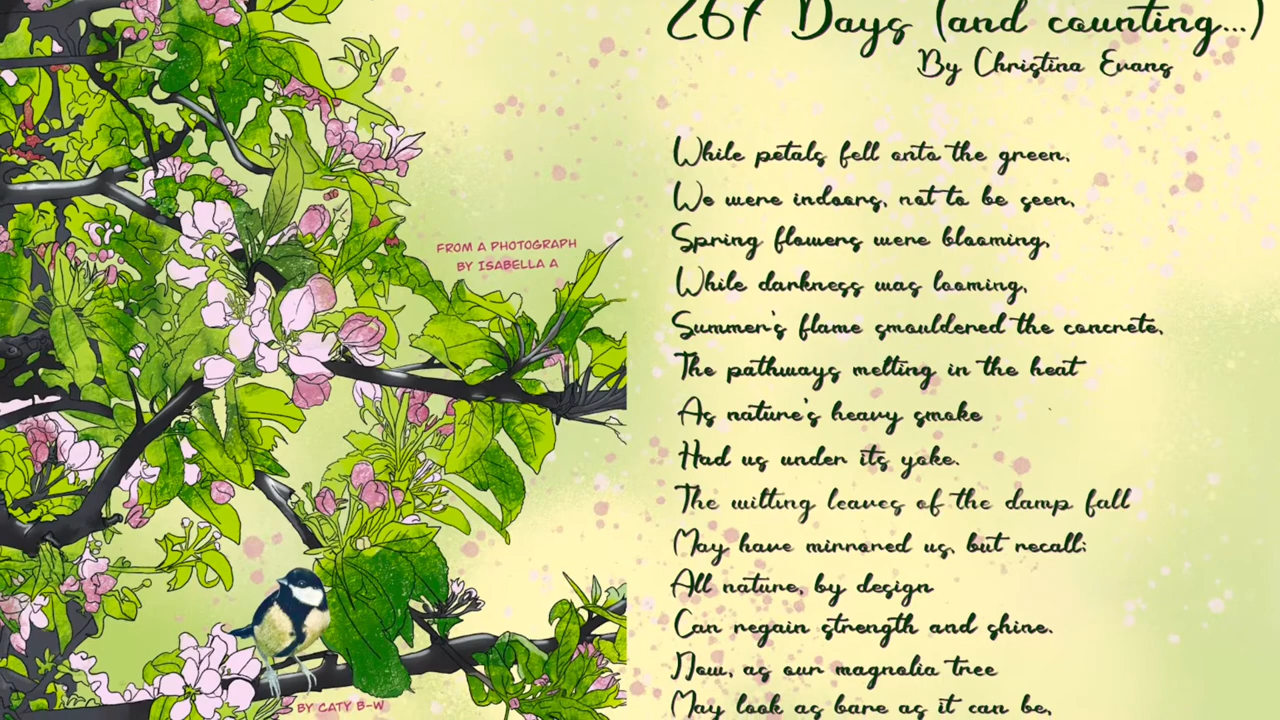 267 Days (and counting...)
By Christina Evans
FROM A PHOTOGRAPH
BY ISABELLA A
While petals fell onto the green,
We were indoors, not to be seen,
Spring flowers were blooming,
While darkness was looming,
Summer's flame smouldered the concrete,
The pathways melting in the heat
As nature's heavy smoke
Had us under its yoke.
The wilting leaves of the damp fall
May have mirrored us, but recall:
All nature, by design
Can regain strength and shine.
Now, as our magnolia tree
May look as bare as it can be,
BY CATY B-W